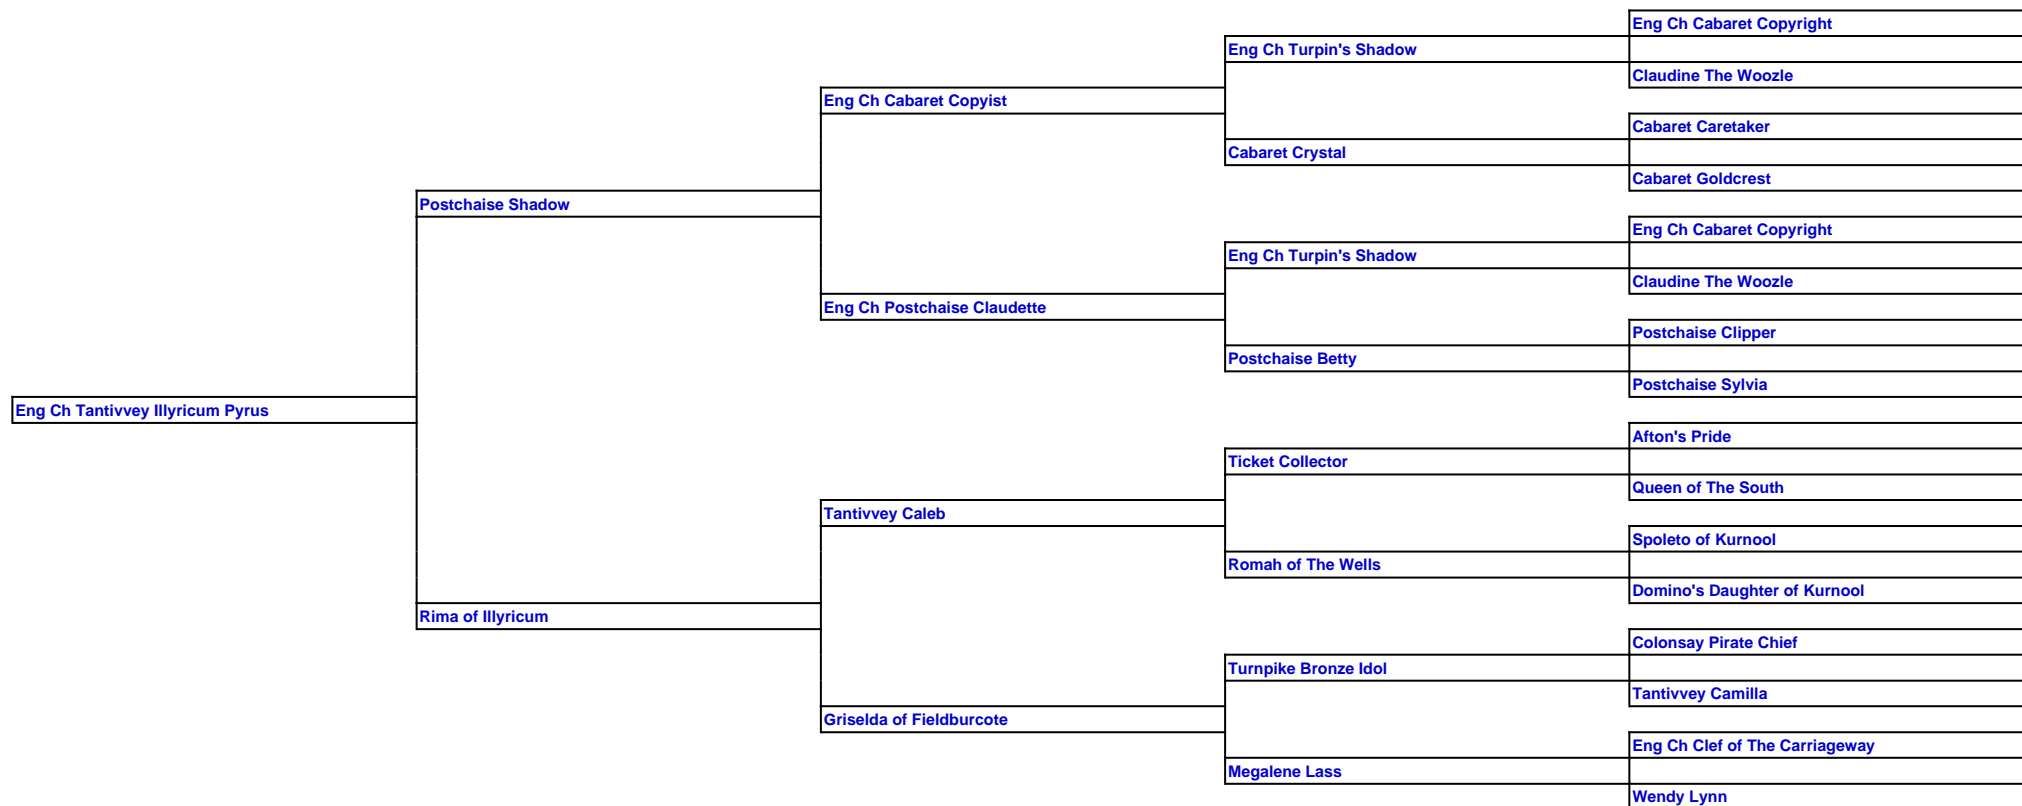 Eng Ch Cabaret Copyright
Eng Ch Turpin's Shadow
Claudine The Woozle
Eng Ch Cabaret Copyist
Cabaret Caretaker
Cabaret Crystal
Cabaret Goldcrest
Postchaise Shadow
Eng Ch Cabaret Copyright
Eng Ch Turpin's Shadow
Claudine The Woozle
Eng Ch Postchaise Claudette
Postchaise Clipper
Postchaise Betty
Postchaise Sylvia
Eng Ch Tantivvey Illyricum Pyrus
Afton's Pride
Ticket Collector
Queen of The South
Tantivvey Caleb
Spoleto of Kurnool
Romah of The Wells
Domino's Daughter of Kurnool
Rima of Illyricum
Colonsay Pirate Chief
Turnpike Bronze Idol
Tantivvey Camilla
Griselda of Fieldburcote
Eng Ch Clef of The Carriageway
Megalene Lass
Wendy Lynn